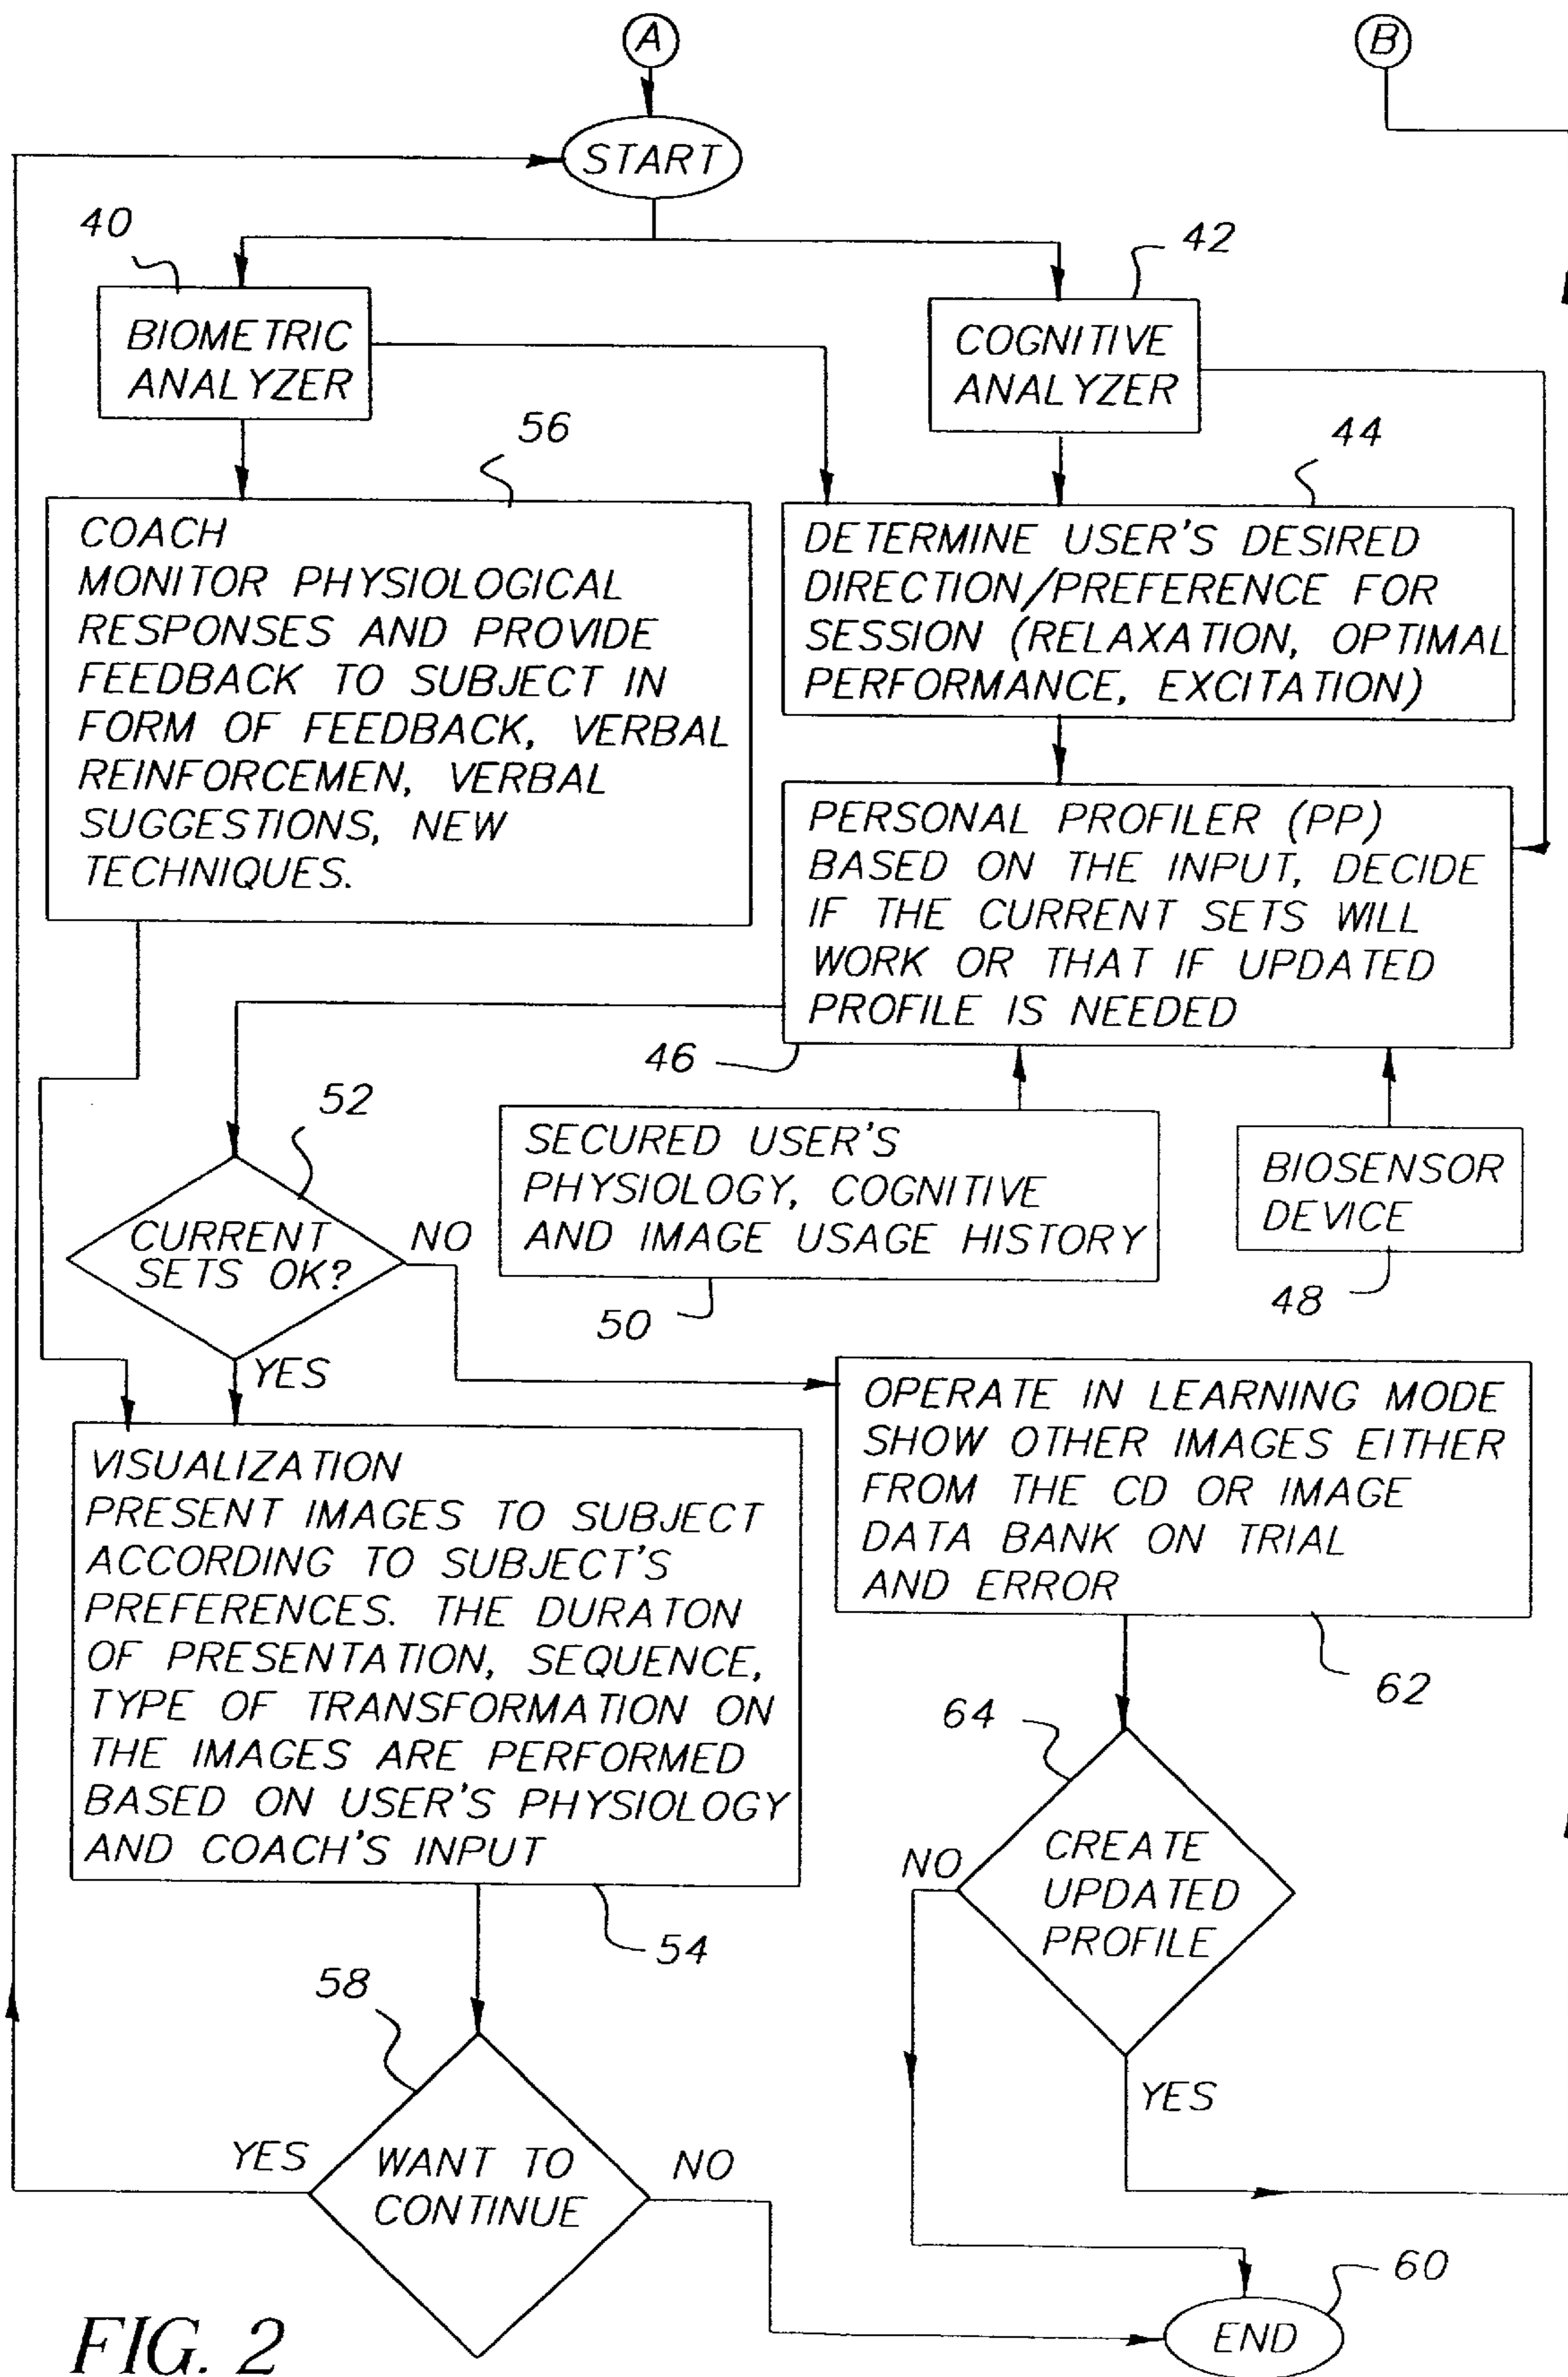 A
B
START
40
42
BIOMETRIC
ANALYZER
COGNITIVE
ANALYZER
56
44
COACH
MONITOR PHYSIOLOGICAL
RESPONSES AND PROVIDE
FEEDBACK TO SUBJECT IN
FORM OF FEEDBACK, VERBAL
REINFORCEMEN, VERBAL
SUGGESTIONS, NEW
TECHNIQUES.
DETERMINE USER'S DESIRED
DIRECTION/PREFERENCE FOR
SESSION (RELAXATION, OPTIMAL
PERFORMANCE, EXCITATION)
PERSONAL PROFILER (PP)
BASED ON THE INPUT, DECIDE
IF THE CURRENT SETS WILL
WORK OR THAT IF UPDATED
PROFILE IS NEEDED
46
52
SECURED USER'S
PHYSIOLOGY, COGNITIVE
AND IMAGE USAGE HISTORY
50
BIOSENSOR
DEVICE
48
CURRENT
SETS OK?
NO
YES
OPERATE IN LEARNING MODE
SHOW OTHER IMAGES EITHER
FROM THE CD OR IMAGE
DATA BANK ON TRIAL
AND ERROR
62
VISUALIZATION
PRESENT IMAGES TO SUBJECT
ACCORDING TO SUBJECT'S
PREFERENCES. THE DURATON
OF PRESENTATION, SEQUENCE,
TYPE OF TRANSFORMATION ON
THE IMAGES ARE PERFORMED
BASED ON USER'S PHYSIOLOGY
AND COACH'S INPUT
54
64
NO
CREATE
UPDATED
PROFILE
YES
58
YES
WANT TO
CONTINUE
NO
60
END
FIG. 2